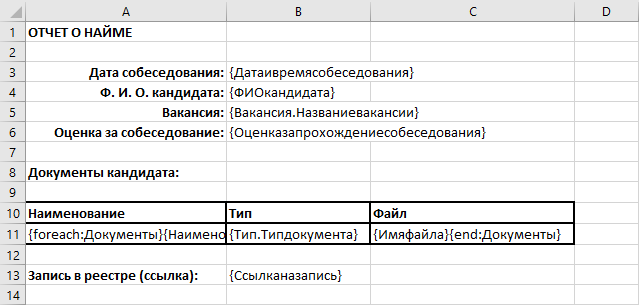 A B C D
1 ОТЧЕТ О НАЙМЕ
2
3 Дата собеседования: {Датаивремясобеседования}
4 Ф. И. О. кандидата: {ФИОкандидата}
5 Вакансия: {Вакансия.Названиевакансии}
6 Оценка за собеседование: {Оценказапрохождениесобеседования}
7
8 Документы кандидата:
9
10 Наименование Тип Файл
11 {foreach:Документы}{Наимено {Тип.Типдокумента} {Имяфайла}{end:Документы}
12
13 Запись в реестре (ссылка): {Ссылканазапись}
14